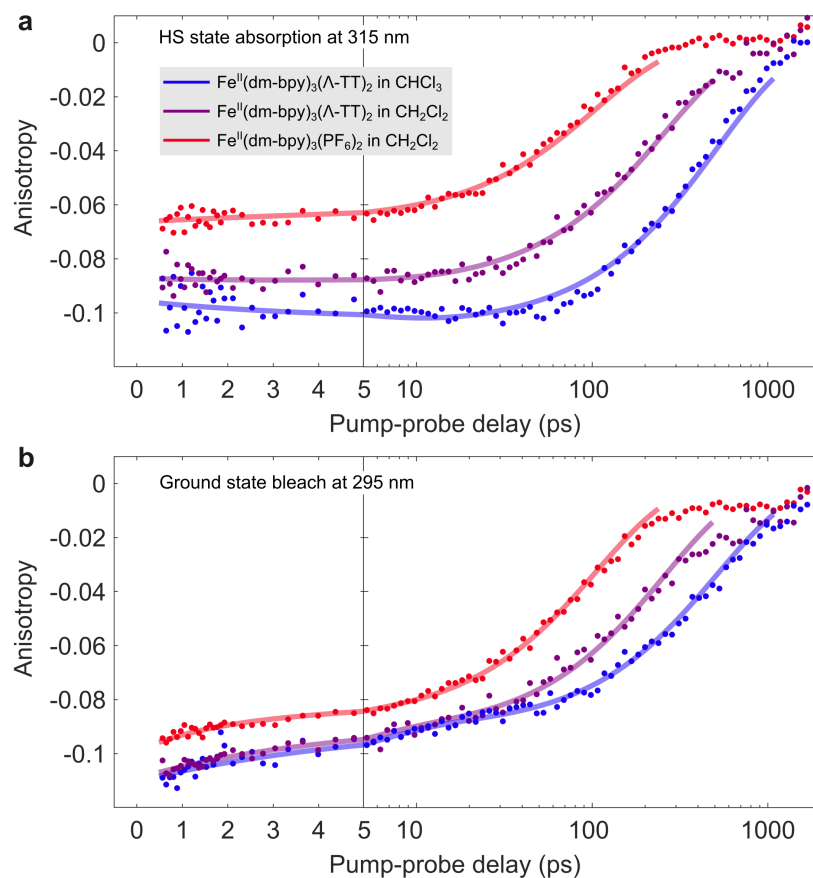 a
HS state absorption at 315 nm
Fe^II(dm-bpy)₃(Λ-TT)₂ in CHCl₃
Fe^II(dm-bpy)₃(Λ-TT)₂ in CH₂Cl₂
Fe^II(dm-bpy)₃(PF₆)₂ in CH₂Cl₂
Anisotropy
0
-0.02
-0.04
-0.06
-0.08
-0.1
0 1 2 3 4 5 10 100 1000
Pump-probe delay (ps)
b
Ground state bleach at 295 nm
Anisotropy
0
-0.02
-0.04
-0.06
-0.08
-0.1
0 1 2 3 4 5 10 100 1000
Pump-probe delay (ps)